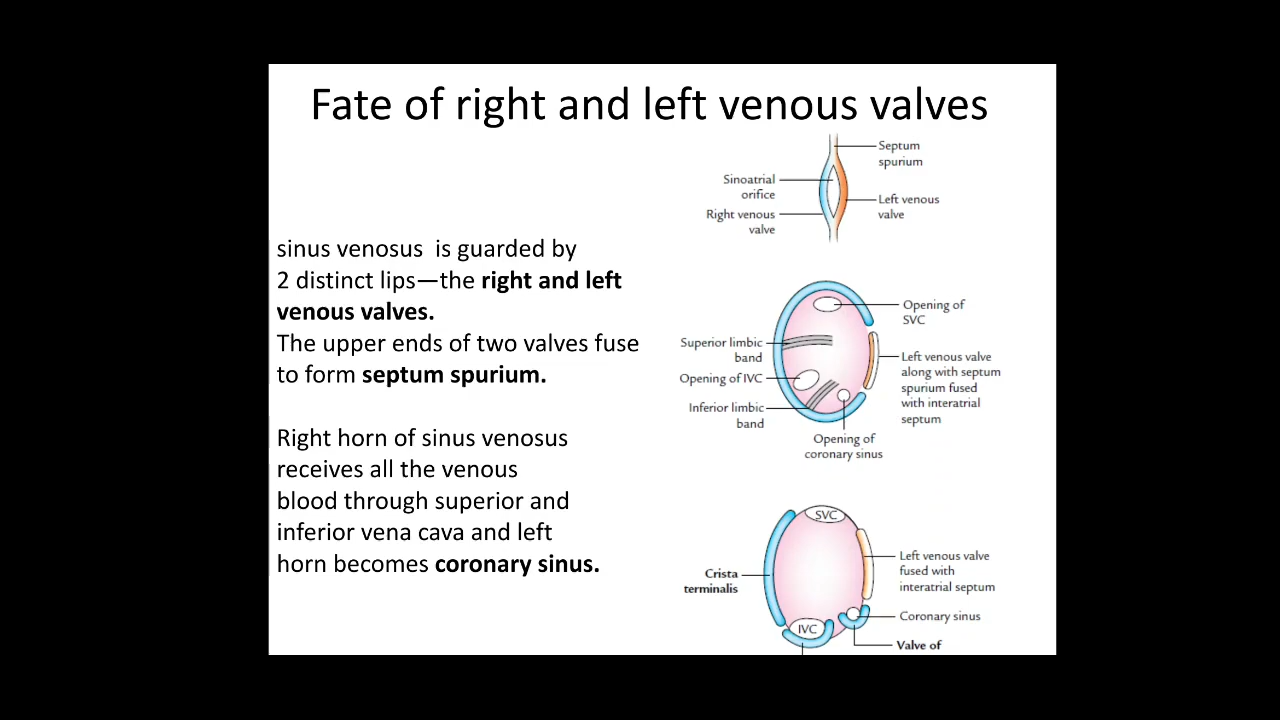 Fate of right and left venous valves
sinus venosus  is guarded by
2 distinct lips—the right and left
venous valves.
The upper ends of two valves fuse
to form septum spurium.
Right horn of sinus venosus
receives all the venous
blood through superior and
inferior vena cava and left
horn becomes coronary sinus.
Septum
spurium
Sinoatrial
orifice
Left venous
valve
Right venous
valve
Opening of
SVC
Superior limbic
band
Left venous valve
along with septum
spurium fused
with interatrial
septum
Opening of IVC
Inferior limbic
band
Opening of
coronary sinus
SVC
Left venous valve
fused with
interatrial septum
Crista
terminalis
Coronary sinus
IVC
Valve of